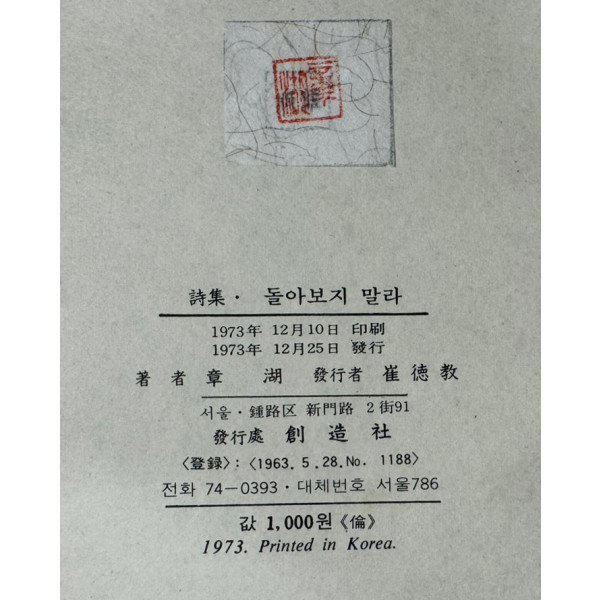 詩集· 돌아보지 말라
1973年 12月10日 印刷
1973年 12月25日 發行
著者 章湖 發行者 崔徳教
서울·鍾路区 新門路 2街91
發行處 創造社
〈登録〉:〈1963. 5. 28. No. 1188〉
전화 74-0393·대체번호 서울786
값 1,000원《倫》
1973. Printed in Korea.